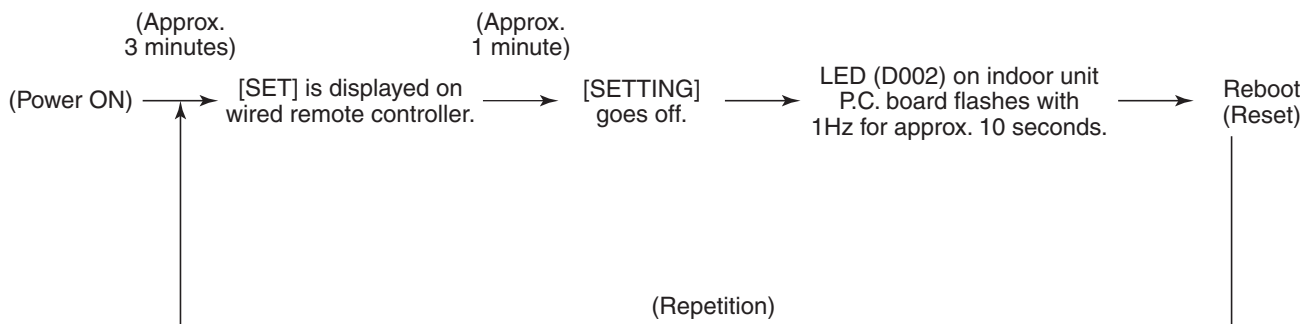 (Approx.
3 minutes)
(Approx.
1 minute)
(Power ON)
[SET] is displayed on
wired remote controller.
[SETTING]
goes off.
LED (D002) on indoor unit
P.C. board flashes with
1Hz for approx. 10 seconds.
Reboot
(Reset)
(Repetition)